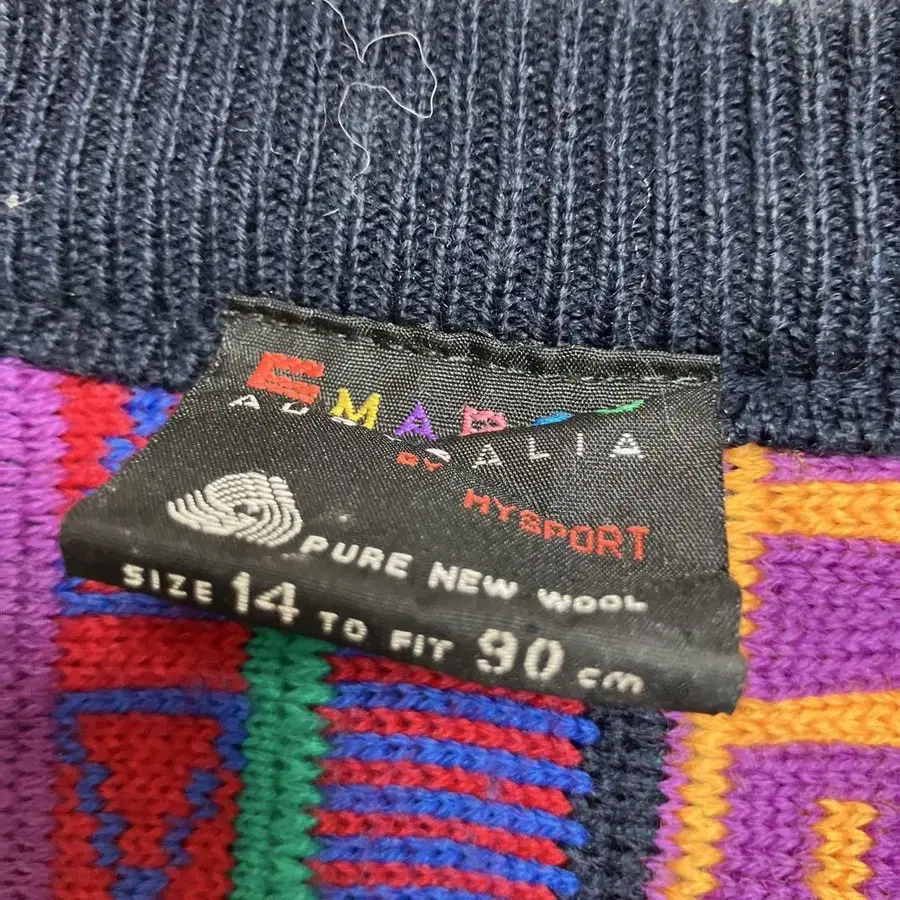 BY
MYSPORT
PURE NEW WOOL
SIZE 14 TO FIT 90 cm